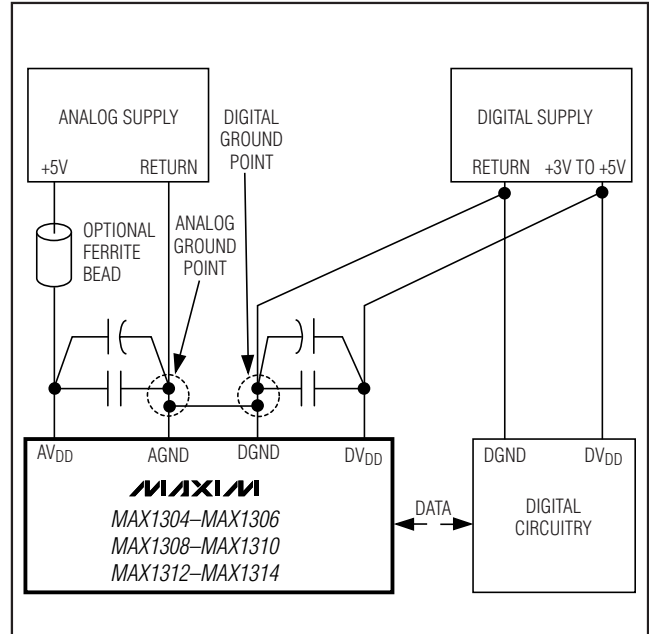 ANALOG SUPPLY
+5V RETURN
DIGITAL
GROUND
POINT
DIGITAL SUPPLY
RETURN +3V TO +5V
OPTIONAL
FERRITE
BEAD
ANALOG
GROUND
POINT
AVDD AGND DGND DVDD
MAXIM
MAX1304–MAX1306
MAX1308–MAX1310
MAX1312–MAX1314
DATA
DGND DVDD
DIGITAL
CIRCUITRY